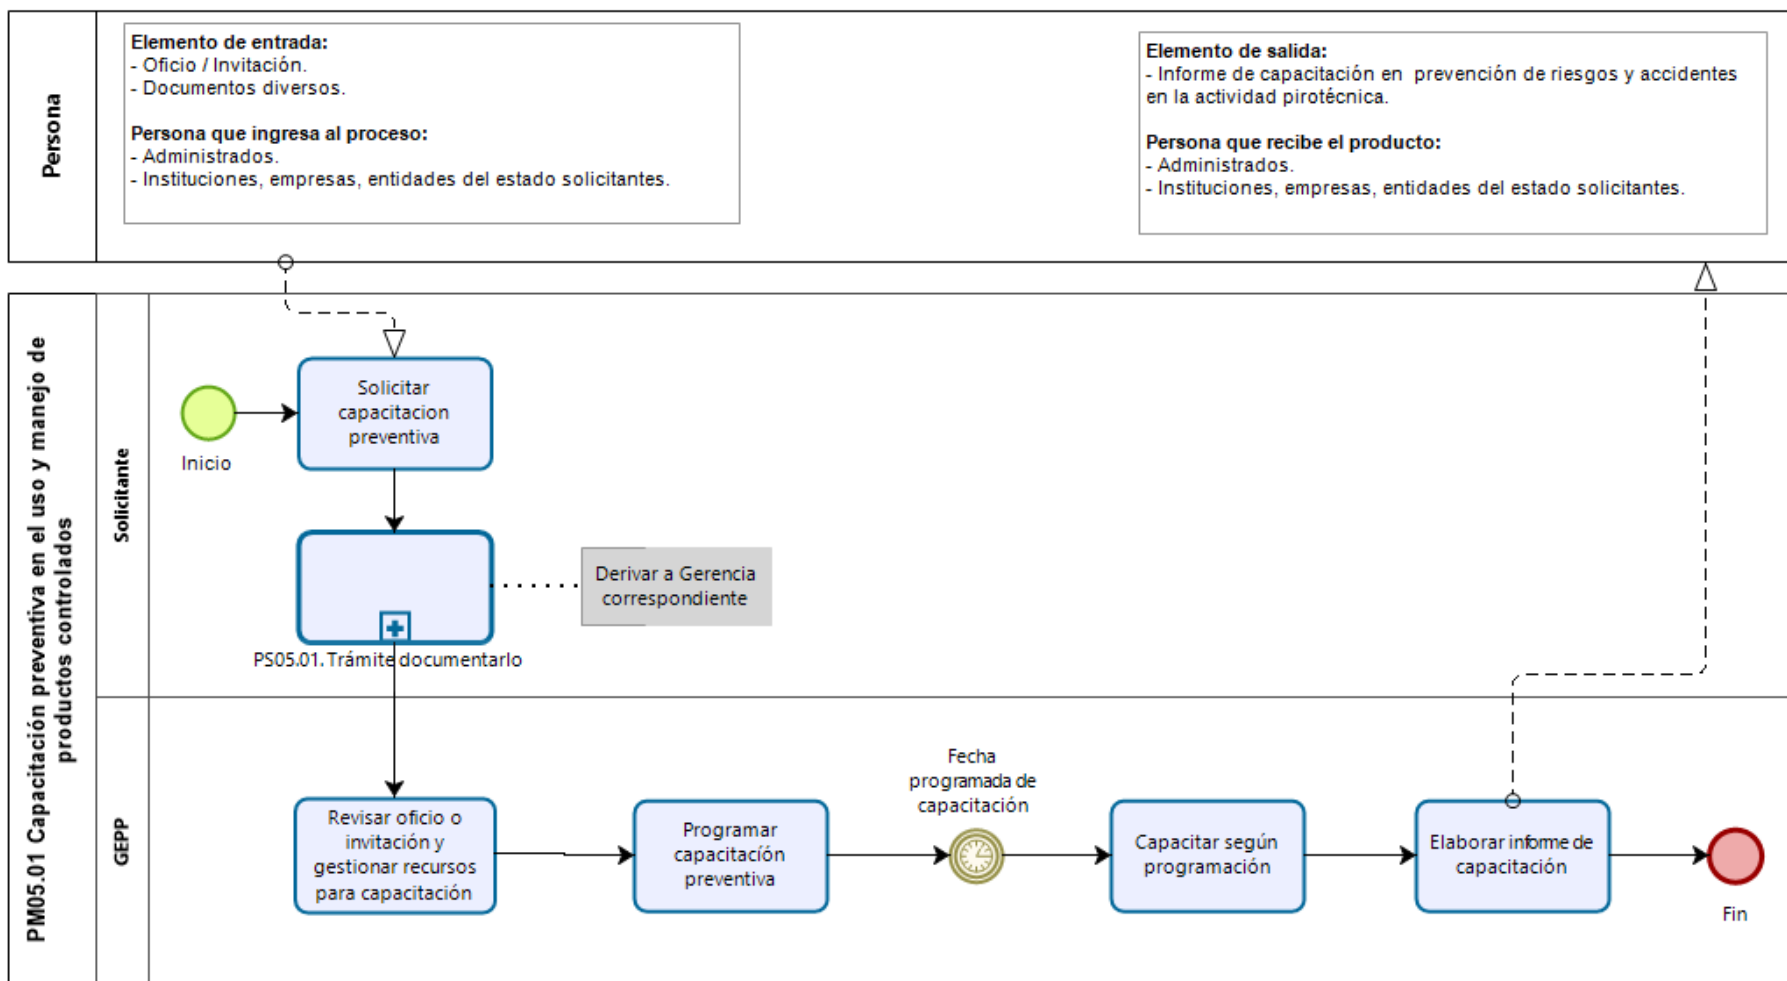 Persona
Elemento de entrada:
- Oficio / Invitación.
- Documentos diversos.
Persona que ingresa al proceso:
- Administrados.
- Instituciones, empresas, entidades del estado solicitantes.
Elemento de salida:
- Informe de capacitación en prevención de riesgos y accidentes
en la actividad pirotécnica.
Persona que recibe el producto:
- Administrados.
- Instituciones, empresas, entidades del estado solicitantes.
PM05.01 Capacitación preventiva en el uso y manejo de
productos controlados
Solicitante
Inicio
Solicitar
capacitacion
preventiva
Derivar a Gerencia
correspondiente
PS05.01. Trámite documentarlo
GEPP
Revisar oficio o
invitación y
gestionar recursos
para capacitación
Programar
capacitacíón
preventiva
Fecha
programada de
capacitación
Capacitar según
programación
Elaborar informe de
capacitación
Fin